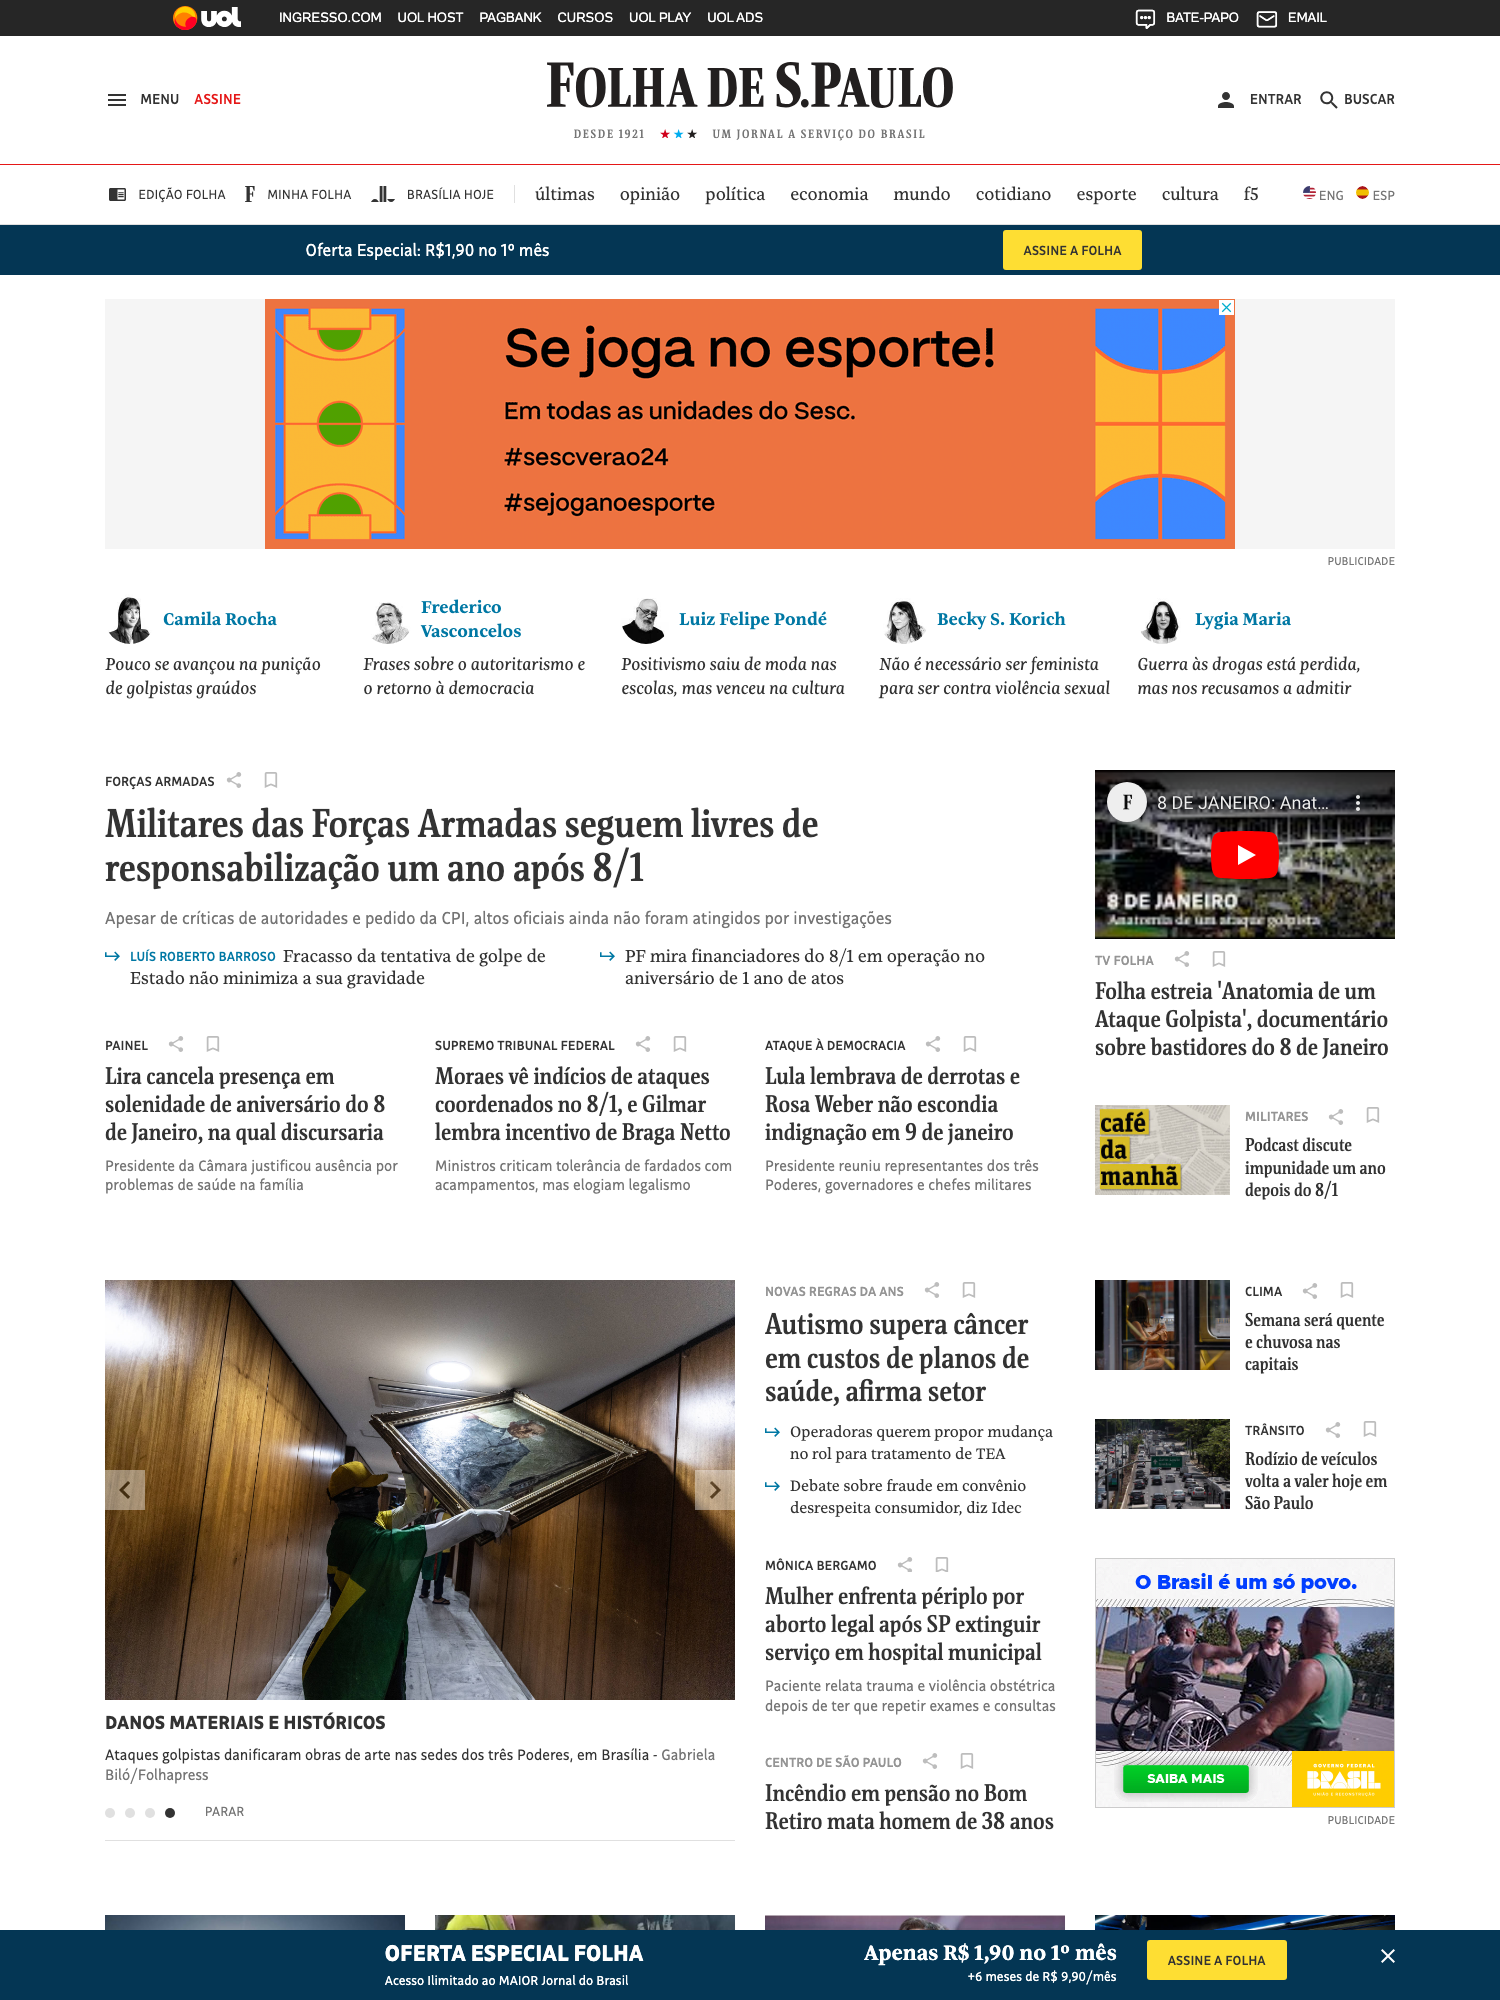 uol INGRESSO.COM UOL HOST PAGBANK CURSOS UOL PLAY UOL ADS BATE-PAPO EMAIL
MENU ASSINE
FOLHA DE S.PAULO
ENTRAR BUSCAR
DESDE 1921 ★★★ UM JORNAL A SERVIÇO DO BRASIL
EDIÇÃO FOLHA F MINHA FOLHA BRASÍLIA HOJE últimas opinião política economia mundo cotidiano esporte cultura f5 ENG ESP
Oferta Especial: R$1,90 no 1º mês ASSINE A FOLHA
Se joga no esporte!
Em todas as unidades do Sesc.
#sescverao24
#sejoganoesporte
PUBLICIDADE
Camila Rocha
Pouco se avançou na punição
de golpistas graúdos
Frederico
Vasconcelos
Frases sobre o autoritarismo e
o retorno à democracia
Luiz Felipe Pondé
Positivismo saiu de moda nas
escolas, mas venceu na cultura
Becky S. Korich
Não é necessário ser feminista
para ser contra violência sexual
Lygia Maria
Guerra às drogas está perdida,
mas nos recusamos a admitir
FORÇAS ARMADAS
Militares das Forças Armadas seguem livres de
responsabilização um ano após 8/1
Apesar de críticas de autoridades e pedido da CPI, altos oficiais ainda não foram atingidos por investigações
LUÍS ROBERTO BARROSO Fracasso da tentativa de golpe de
Estado não minimiza a sua gravidade
PF mira financiadores do 8/1 em operação no
aniversário de 1 ano de atos
PAINEL
Lira cancela presença em
solenidade de aniversário do 8
de Janeiro, na qual discursaria
Presidente da Câmara justificou ausência por
problemas de saúde na família
SUPREMO TRIBUNAL FEDERAL
Moraes vê indícios de ataques
coordenados no 8/1, e Gilmar
lembra incentivo de Braga Netto
Ministros criticam tolerância de fardados com
acampamentos, mas elogiam legalismo
ATAQUE À DEMOCRACIA
Lula lembrava de derrotas e
Rosa Weber não escondia
indignação em 9 de janeiro
Presidente reuniu representantes dos três
Poderes, governadores e chefes militares
F 8 DE JANEIRO: Anat...
8 DE JANEIRO
Anatomia de um ataque golpista
TV FOLHA
Folha estreia 'Anatomia de um
Ataque Golpista', documentário
sobre bastidores do 8 de Janeiro
café
da
manhã
MILITARES
Podcast discute
impunidade um ano
depois do 8/1
DANOS MATERIAIS E HISTÓRICOS
Ataques golpistas danificaram obras de arte nas sedes dos três Poderes, em Brasília - Gabriela
Biló/Folhapress
PARAR
NOVAS REGRAS DA ANS
Autismo supera câncer
em custos de planos de
saúde, afirma setor
Operadoras querem propor mudança
no rol para tratamento de TEA
Debate sobre fraude em convênio
desrespeita consumidor, diz Idec
MÔNICA BERGAMO
Mulher enfrenta périplo por
aborto legal após SP extinguir
serviço em hospital municipal
Paciente relata trauma e violência obstétrica
depois de ter que repetir exames e consultas
CENTRO DE SÃO PAULO
Incêndio em pensão no Bom
Retiro mata homem de 38 anos
CLIMA
Semana será quente
e chuvosa nas
capitais
TRÂNSITO
Rodízio de veículos
volta a valer hoje em
São Paulo
O Brasil é um só povo.
SAIBA MAIS
GOVERNO FEDERAL
BRASIL
UNIÃO E RECONSTRUÇÃO
PUBLICIDADE
OFERTA ESPECIAL FOLHA
Acesso Ilimitado ao MAIOR Jornal do Brasil
Apenas R$ 1,90 no 1º mês
+6 meses de R$ 9,90/mês
ASSINE A FOLHA